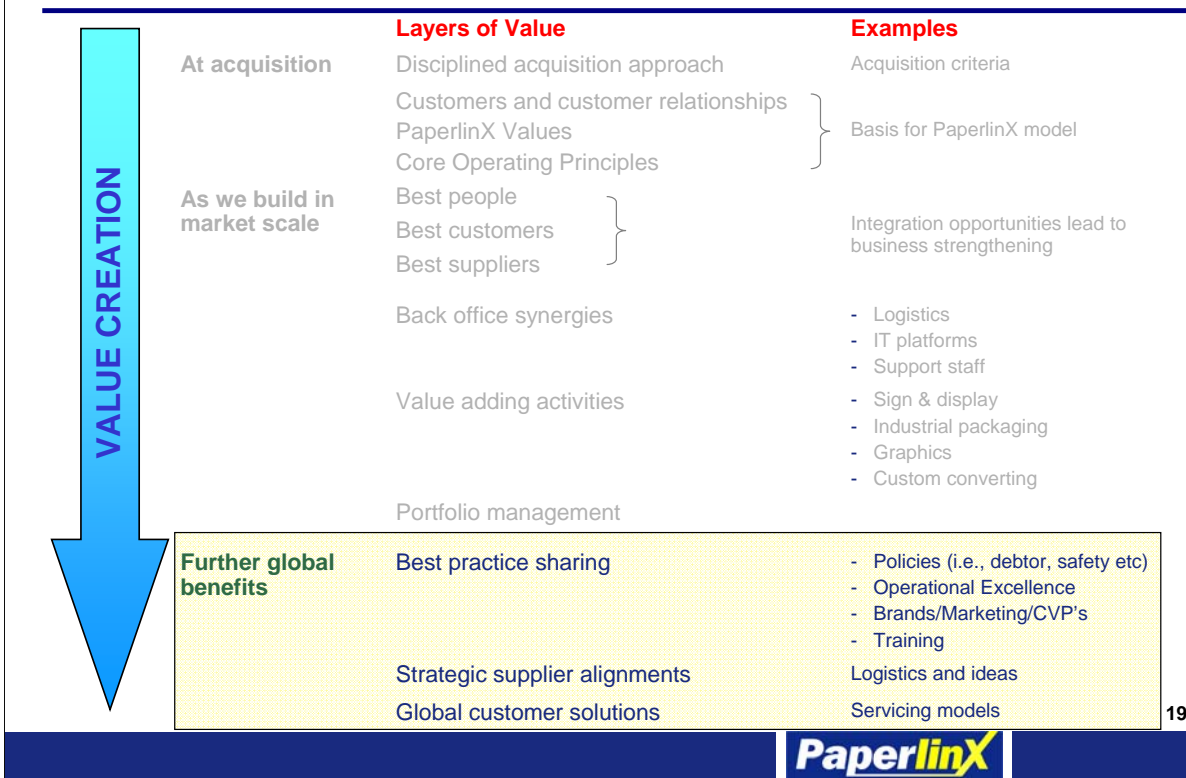 Layers of Value Examples
At acquisition Disciplined acquisition approach Acquisition criteria
Customers and customer relationships
PaperlinX Values Basis for PaperlinX model
Core Operating Principles
VALUE CREATION
As we build in Best people
market scale
Best customers Integration opportunities lead to
business strengthening
Best suppliers
Back office synergies - Logistics
- IT platforms
- Support staff
Value adding activities - Sign & display
- Industrial packaging
- Graphics
- Custom converting
Portfolio management
Further global Best practice sharing - Policies (i.e., debtor, safety etc)
benefits - Operational Excellence
- Brands/Marketing/CVP's
- Training
Strategic supplier alignments Logistics and ideas
Global customer solutions Servicing models 19
PaperlinX